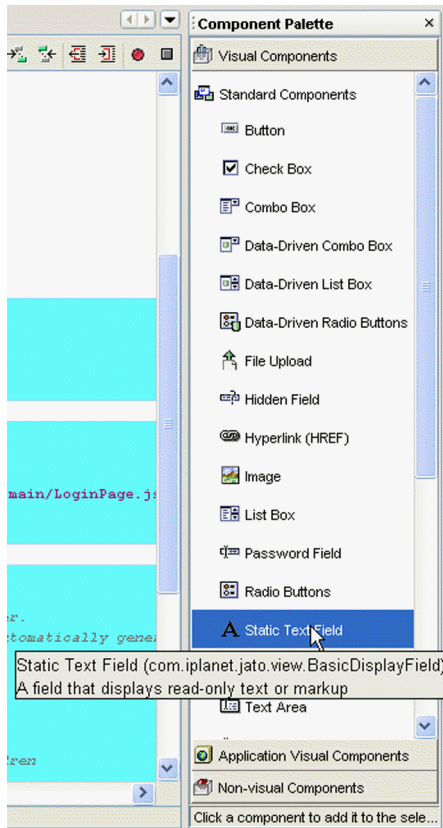 Component Palette
Visual Components
Standard Components
Button
Check Box
Combo Box
Data-Driven Combo Box
Data-Driven List Box
Data-Driven Radio Buttons
File Upload
Hidden Field
Hyperlink (HREF)
Image
List Box
Password Field
Radio Buttons
Static Text Field
Static Text Field (com.iplanet.jato.view.BasicDisplayField)
A field that displays read-only text or markup
Text Area
Application Visual Components
Non-visual Components
Click a component to add it to the sele...
main/LoginPage.js
er.
tomatically gener
dren